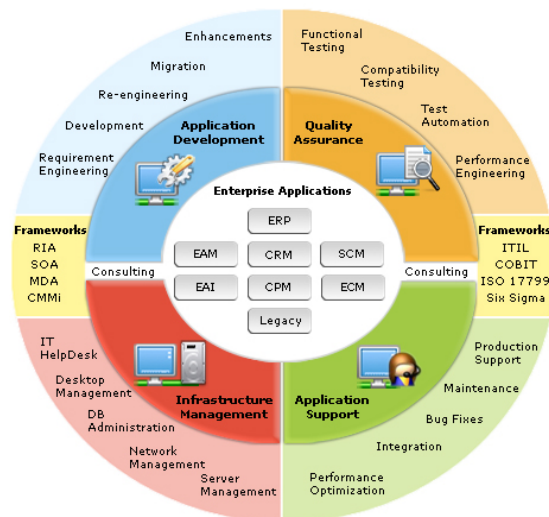 Enhancements
Migration
Re-engineering
Development
Requirement
Engineering
Functional
Testing
Compatibility
Testing
Test
Automation
Performance
Engineering
Application
Development
Quality
Assurance
Enterprise Applications
ERP
EAM
CRM
SCM
EAI
CPM
ECM
Legacy
Frameworks
RIA
SOA
MDA
CMMi
Consulting
Consulting
Frameworks
ITIL
COBIT
ISO 17799
Six Sigma
Infrastructure
Management
Application
Support
IT
HelpDesk
Desktop
Management
DB
Administration
Network
Management
Server
Management
Production
Support
Maintenance
Bug Fixes
Integration
Performance
Optimization